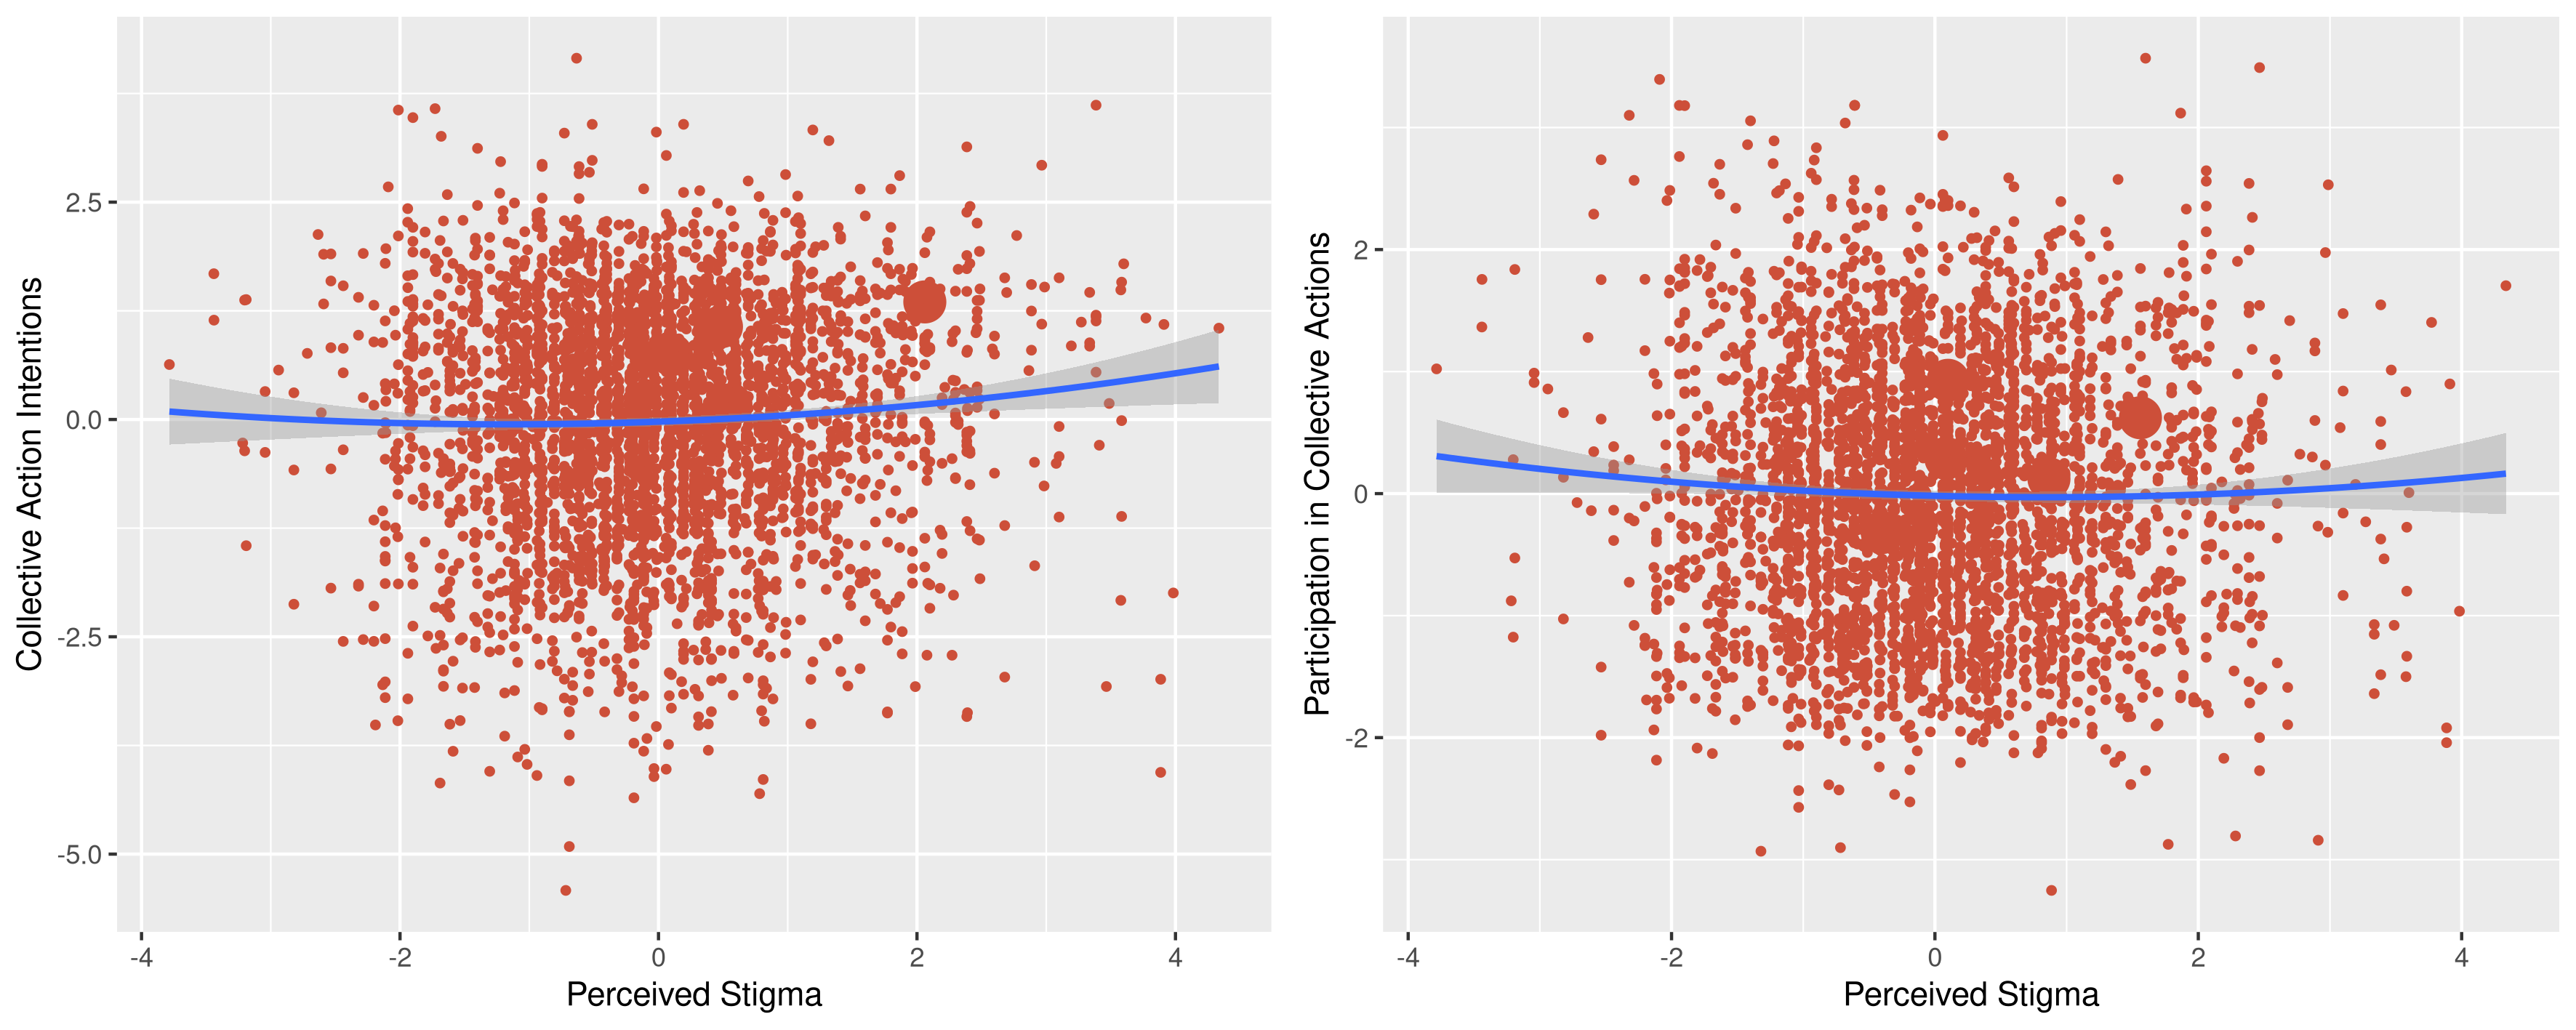 Collective Action Intentions
2.5
0.0
-2.5
-5.0
-4 -2 0 2 4
Perceived Stigma
Participation in Collective Actions
2
0
-2
-4 -2 0 2 4
Perceived Stigma